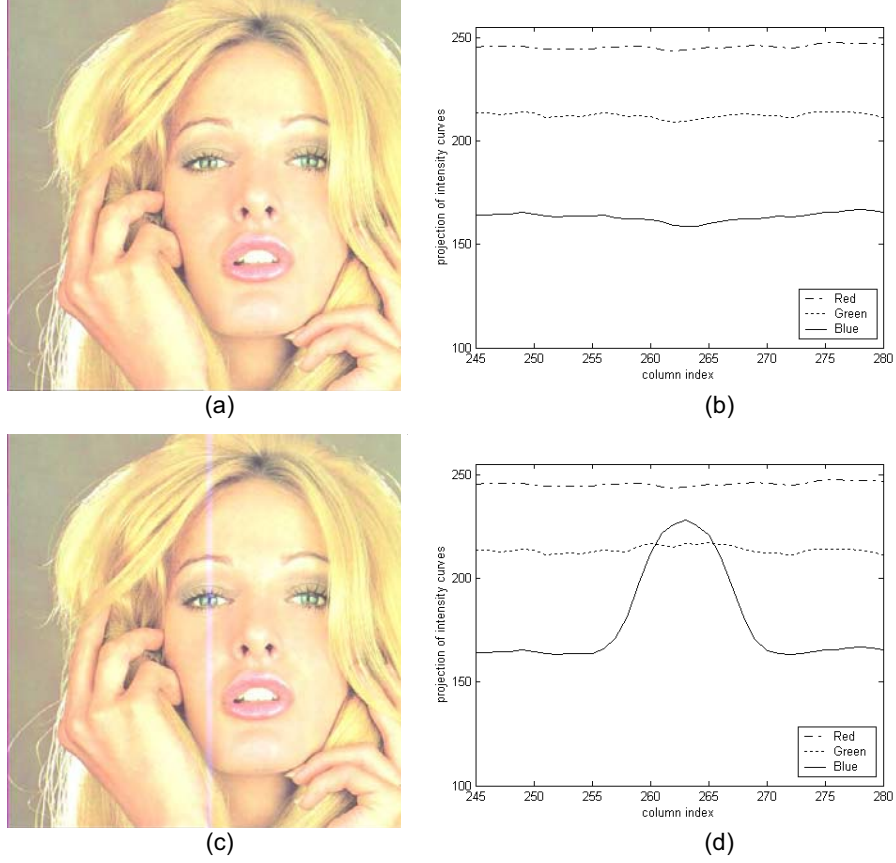 250
200
150
100
projection of intensity curves
Red
Green
Blue
245 250 255 260 265 270 275 280
column index
(a) (b)
250
200
150
100
projection of intensity curves
Red
Green
Blue
245 250 255 260 265 270 275 280
column index
(c) (d)